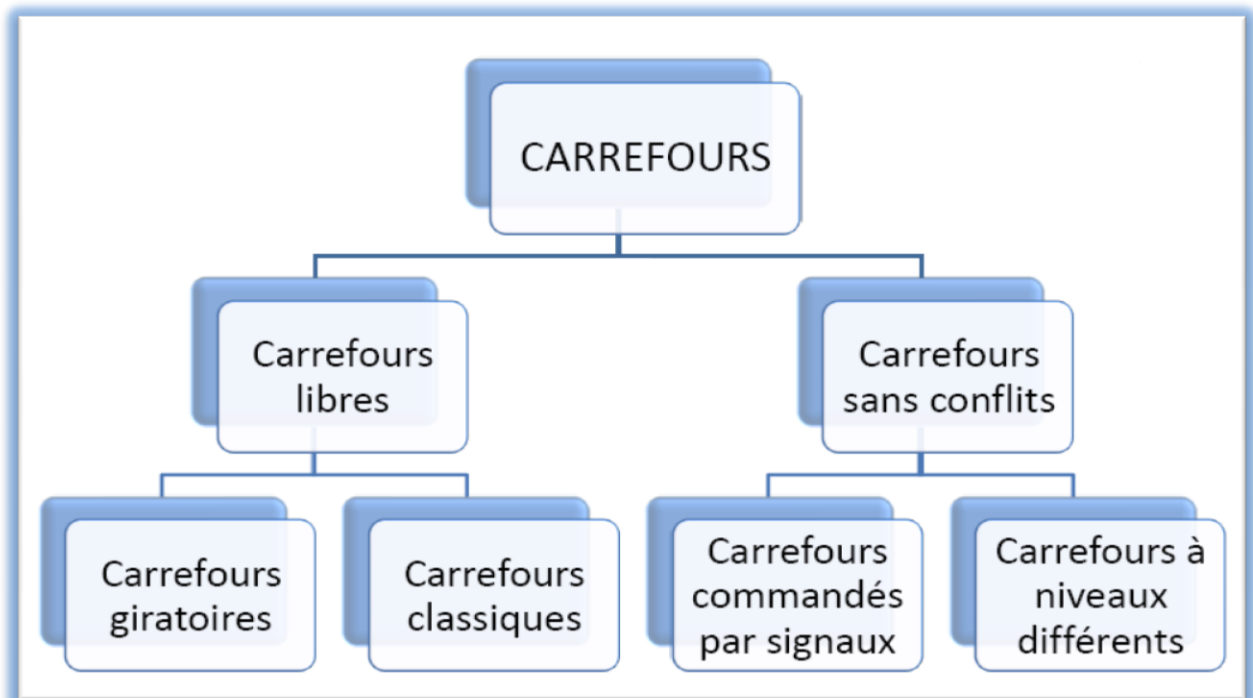 CARREFOURS
Carrefours
libres
Carrefours
sans conflits
Carrefours
giratoires
Carrefours
classiques
Carrefours
commandés
par signaux
Carrefours à
niveaux
différents